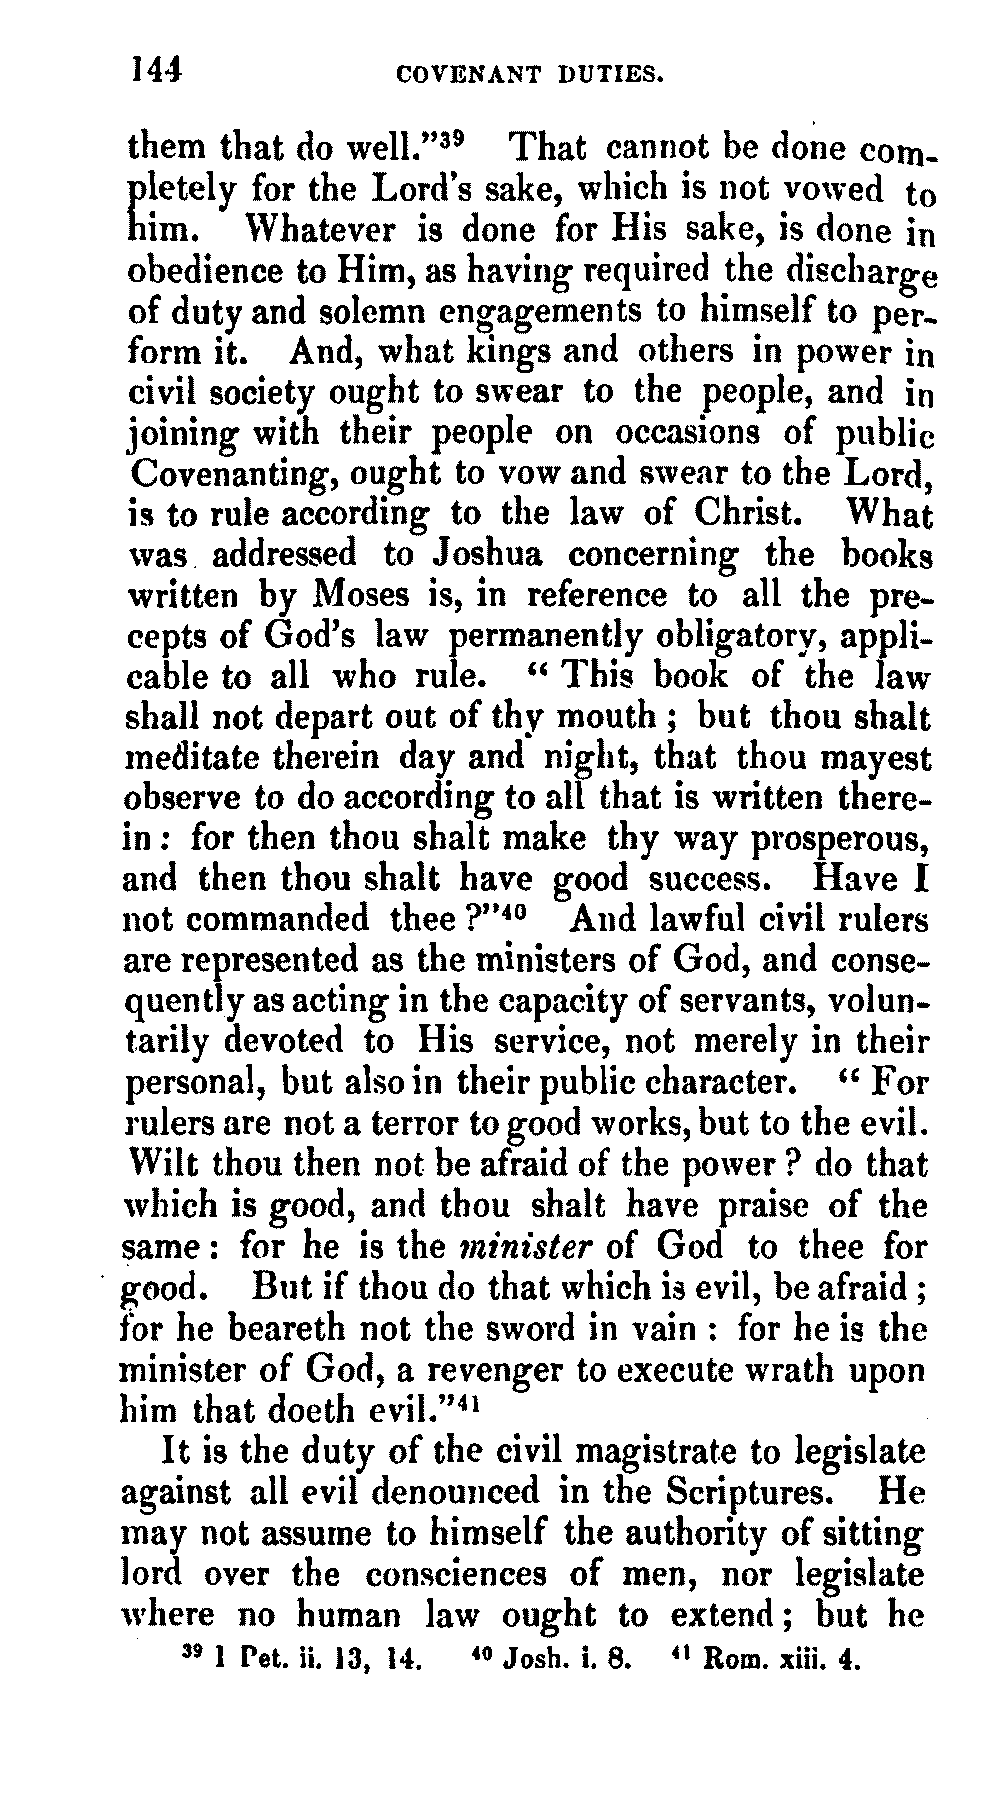 144 COVENANT DUTIES.
them that do well."³⁹ That cannot be done com-
pletely for the Lord's sake, which is not vowed to
him. Whatever is done for His sake, is done in
obedience to Him, as having required the discharge
of duty and solemn engagements to himself to per-
form it. And, what kings and others in power in
civil society ought to swear to the people, and in
joining with their people on occasions of public
Covenanting, ought to vow and swear to the Lord,
is to rule according to the law of Christ. What
was addressed to Joshua concerning the books
written by Moses is, in reference to all the pre-
cepts of God's law permanently obligatory, appli-
cable to all who rule. “ This book of the law
shall not depart out of thy mouth ; but thou shalt
meditate therein day and night, that thou mayest
observe to do according to all that is written there-
in : for then thou shalt make thy way prosperous,
and then thou shalt have good success. Have I
not commanded thee ?"⁴⁰ And lawful civil rulers
are represented as the ministers of God, and conse-
quently as acting in the capacity of servants, volun-
tarily devoted to His service, not merely in their
personal, but also in their public character. “ For
rulers are not a terror to good works, but to the evil.
Wilt thou then not be afraid of the power ? do that
which is good, and thou shalt have praise of the
same : for he is the minister of God to thee for
good. But if thou do that which is evil, be afraid ;
for he beareth not the sword in vain : for he is the
minister of God, a revenger to execute wrath upon
him that doeth evil."⁴¹
It is the duty of the civil magistrate to legislate
against all evil denounced in the Scriptures. He
may not assume to himself the authority of sitting
lord over the consciences of men, nor legislate
where no human law ought to extend ; but he
³⁹ 1 Pet. ii. 13, 14. ⁴⁰ Josh. i. 8. ⁴¹ Rom. xiii. 4.